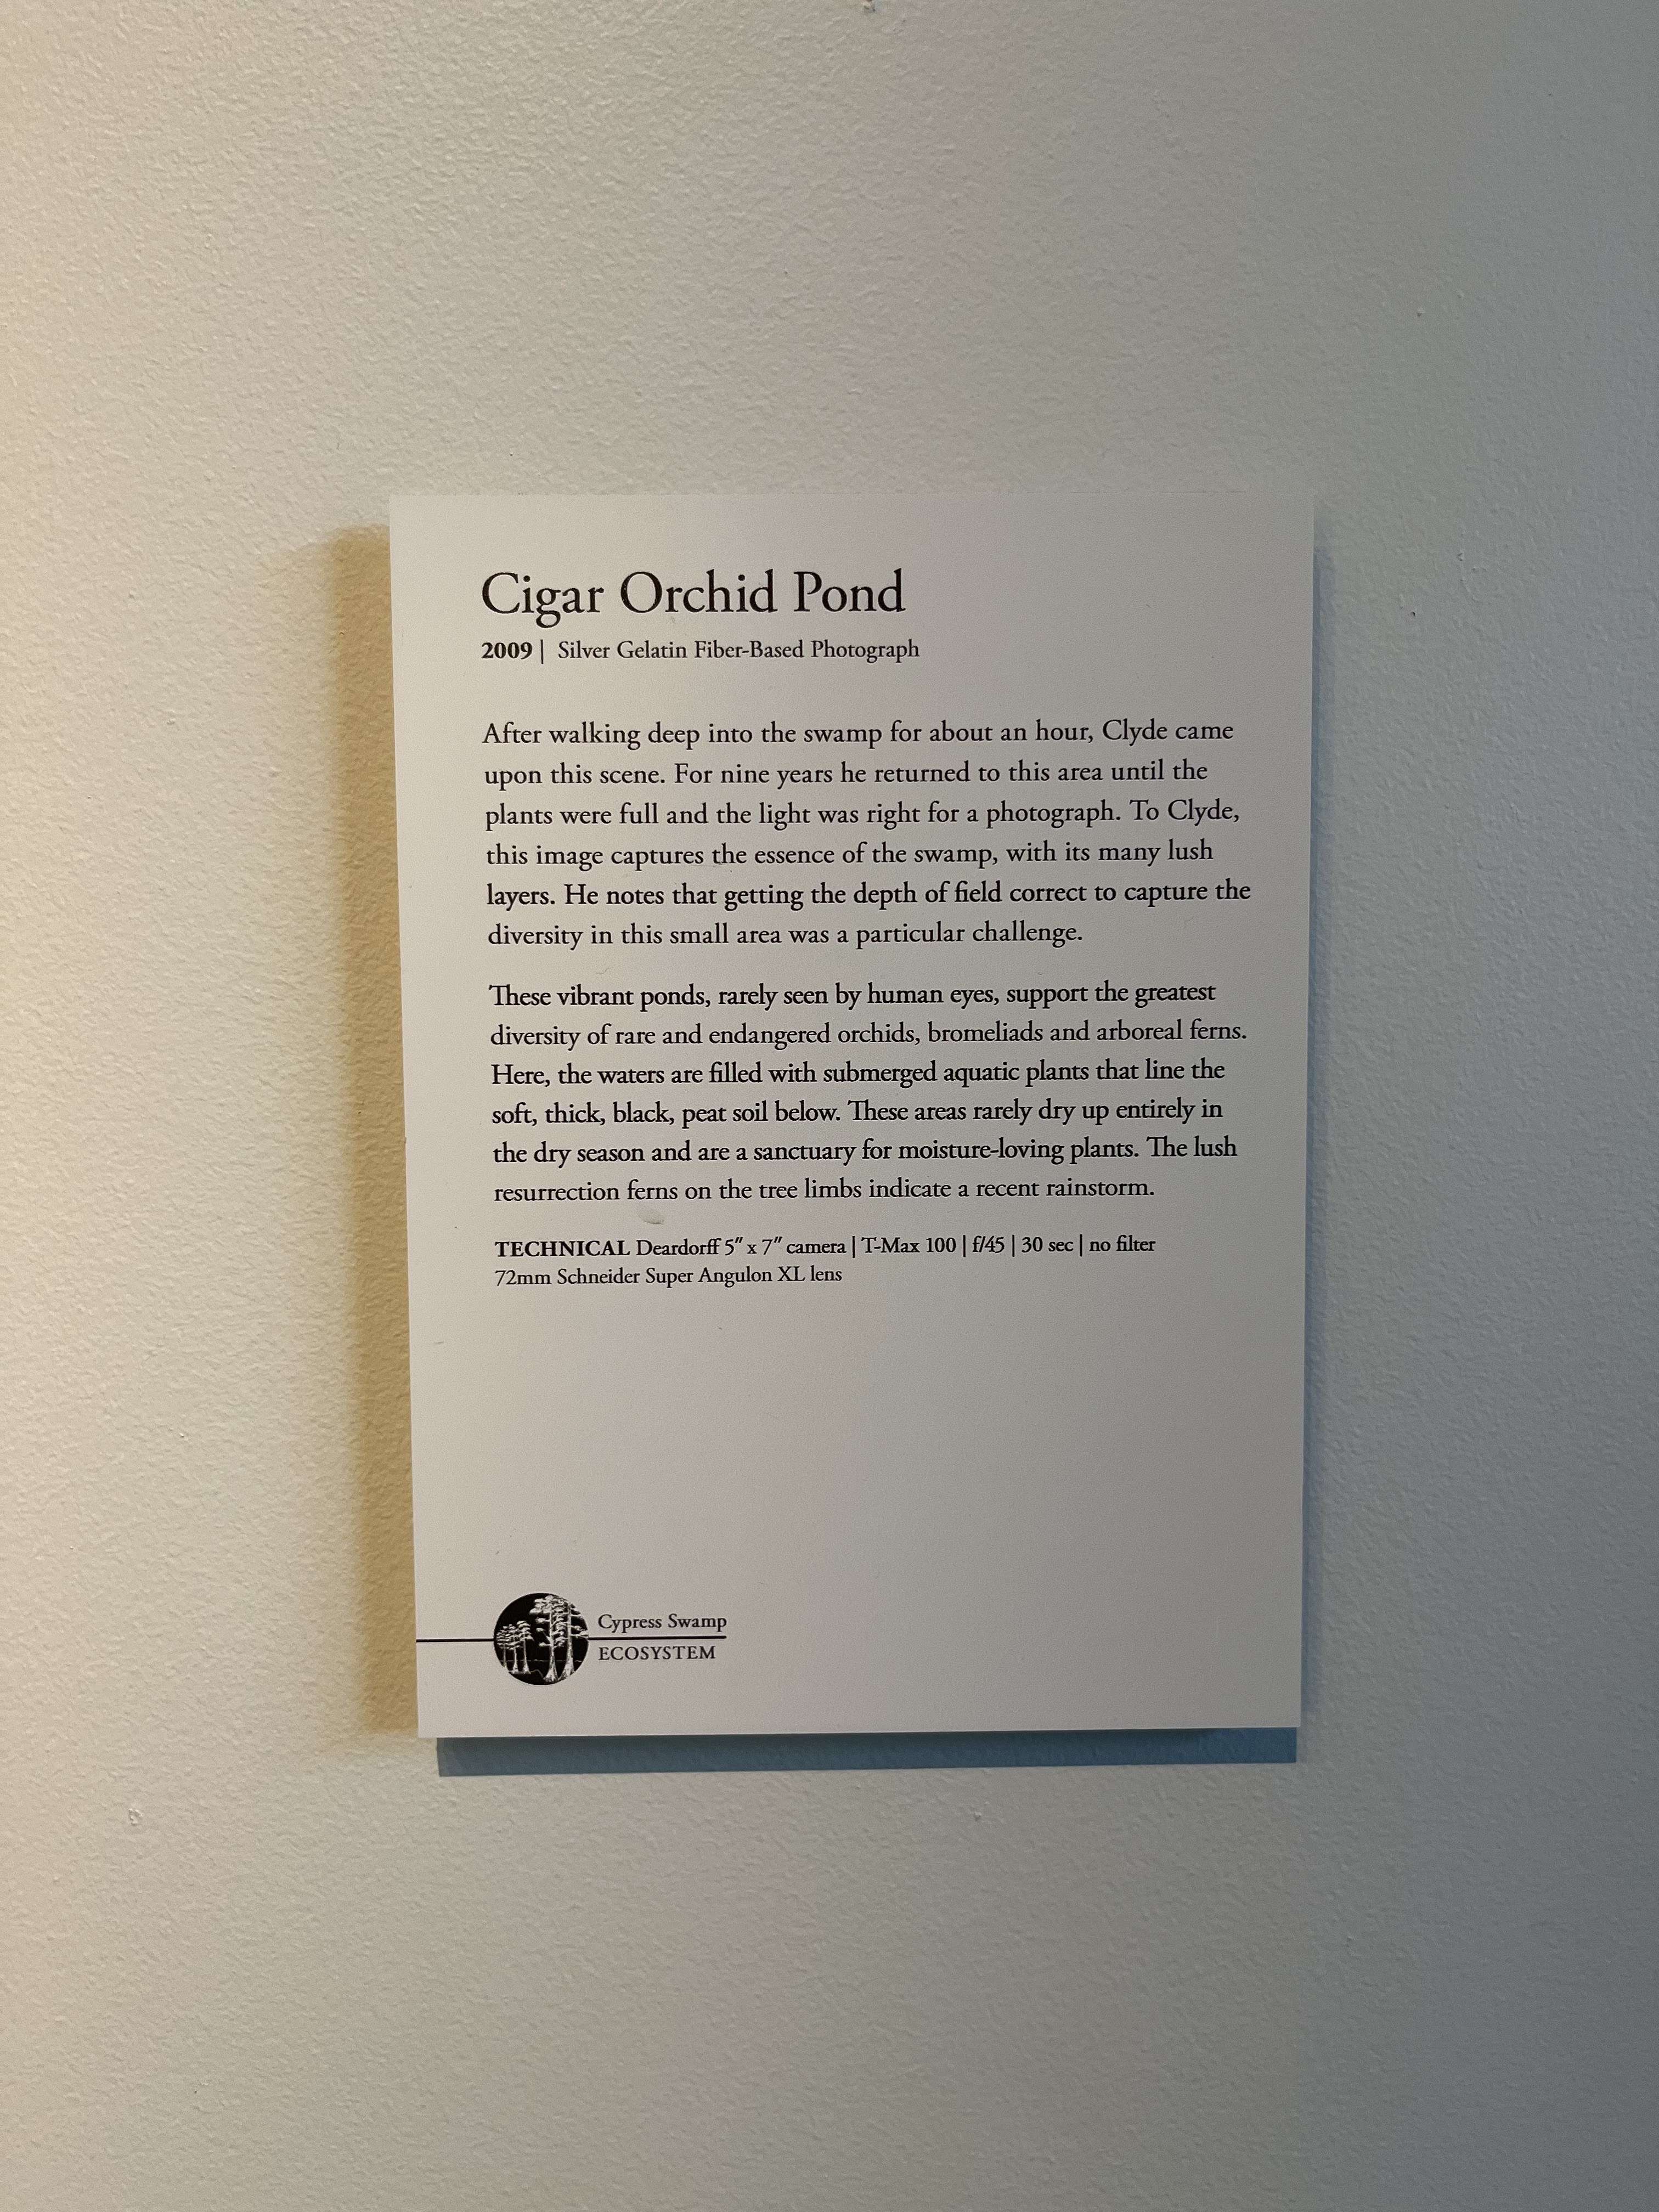 Cigar Orchid Pond
2009 | Silver Gelatin Fiber-Based Photograph
After walking deep into the swamp for about an hour, Clyde came
upon this scene. For nine years he returned to this area until the
plants were full and the light was right for a photograph. To Clyde,
this image captures the essence of the swamp, with its many lush
layers. He notes that getting the depth of field correct to capture the
diversity in this small area was a particular challenge.
These vibrant ponds, rarely seen by human eyes, support the greatest
diversity of rare and endangered orchids, bromeliads and arboreal ferns.
Here, the waters are filled with submerged aquatic plants that line the
soft, thick, black, peat soil below. These areas rarely dry up entirely in
the dry season and are a sanctuary for moisture-loving plants. The lush
resurrection ferns on the tree limbs indicate a recent rainstorm.
TECHNICAL Deardorff 5″ x 7″ camera | T-Max 100 | f/45 | 30 sec | no filter
72mm Schneider Super Angulon XL lens
Cypress Swamp
ECOSYSTEM